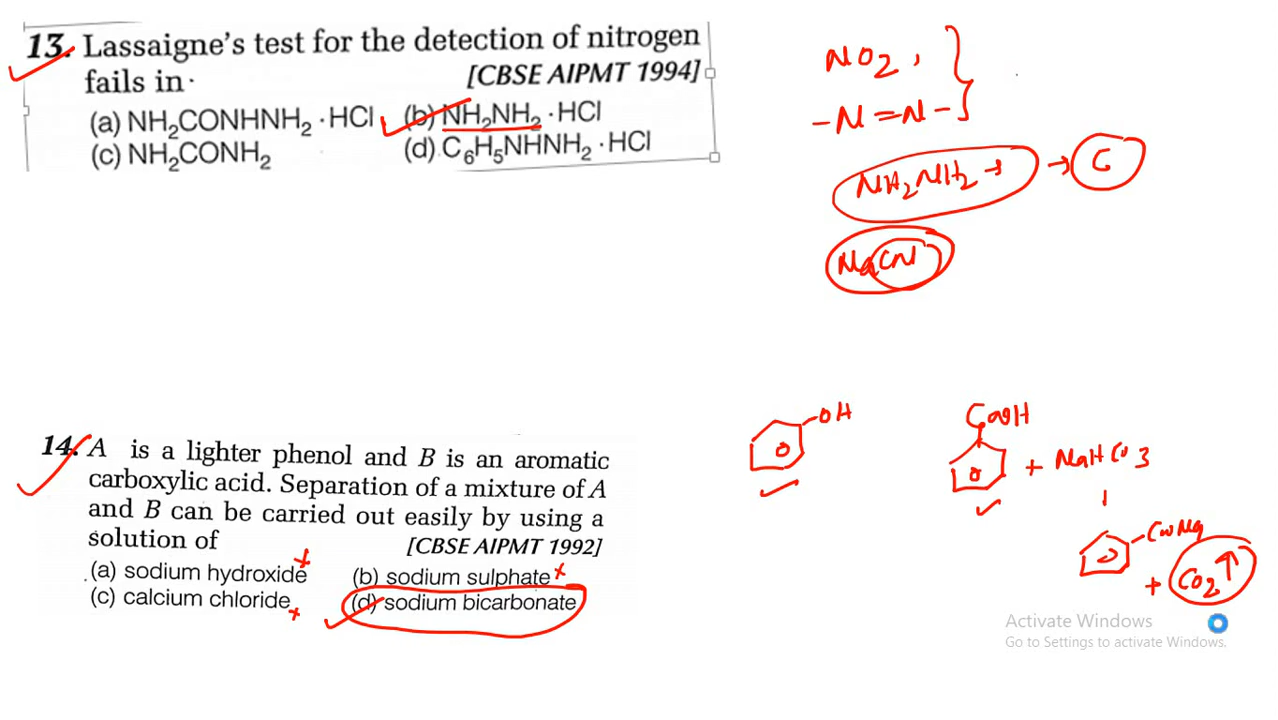 13. Lassaigne's test for the detection of nitrogen
fails in
[CBSE AIPMT 1994]
(a) NH₂CONHNH₂ · HCl (b) NH₂NH₂ · HCl
(c) NH₂CONH₂ (d) C₆H₅NHNH₂ · HCl
NO2,
-N=N-
NH2NH2 → → C
NaCN
14. A is a lighter phenol and B is an aromatic
carboxylic acid. Separation of a mixture of A
and B can be carried out easily by using a
solution of
[CBSE AIPMT 1992]
(a) sodium hydroxide (b) sodium sulphate
(c) calcium chloride (d) sodium bicarbonate
-OH
COOH
+ NaHCO3
-COONa
+ CO2↑
Activate Windows
Go to Settings to activate Windows.